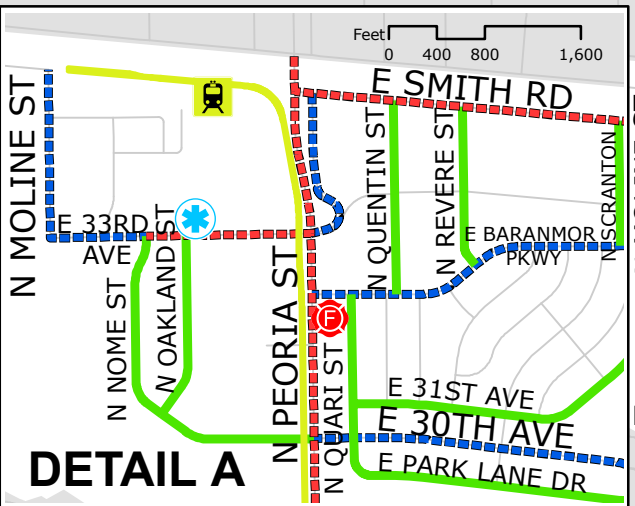 Feet
0 400 800 1,600
E SMITH RD
N MOLINE ST
N QUENTIN ST
N REVERE ST
N SCRANTON
E 33RD
AVE
N OAKLAND ST
E BARANMOR
PKWY
N NOME ST
N PEORIA ST
F
N QUARI ST
E 31ST AVE
E 30TH AVE
E PARK LANE DR
DETAIL A